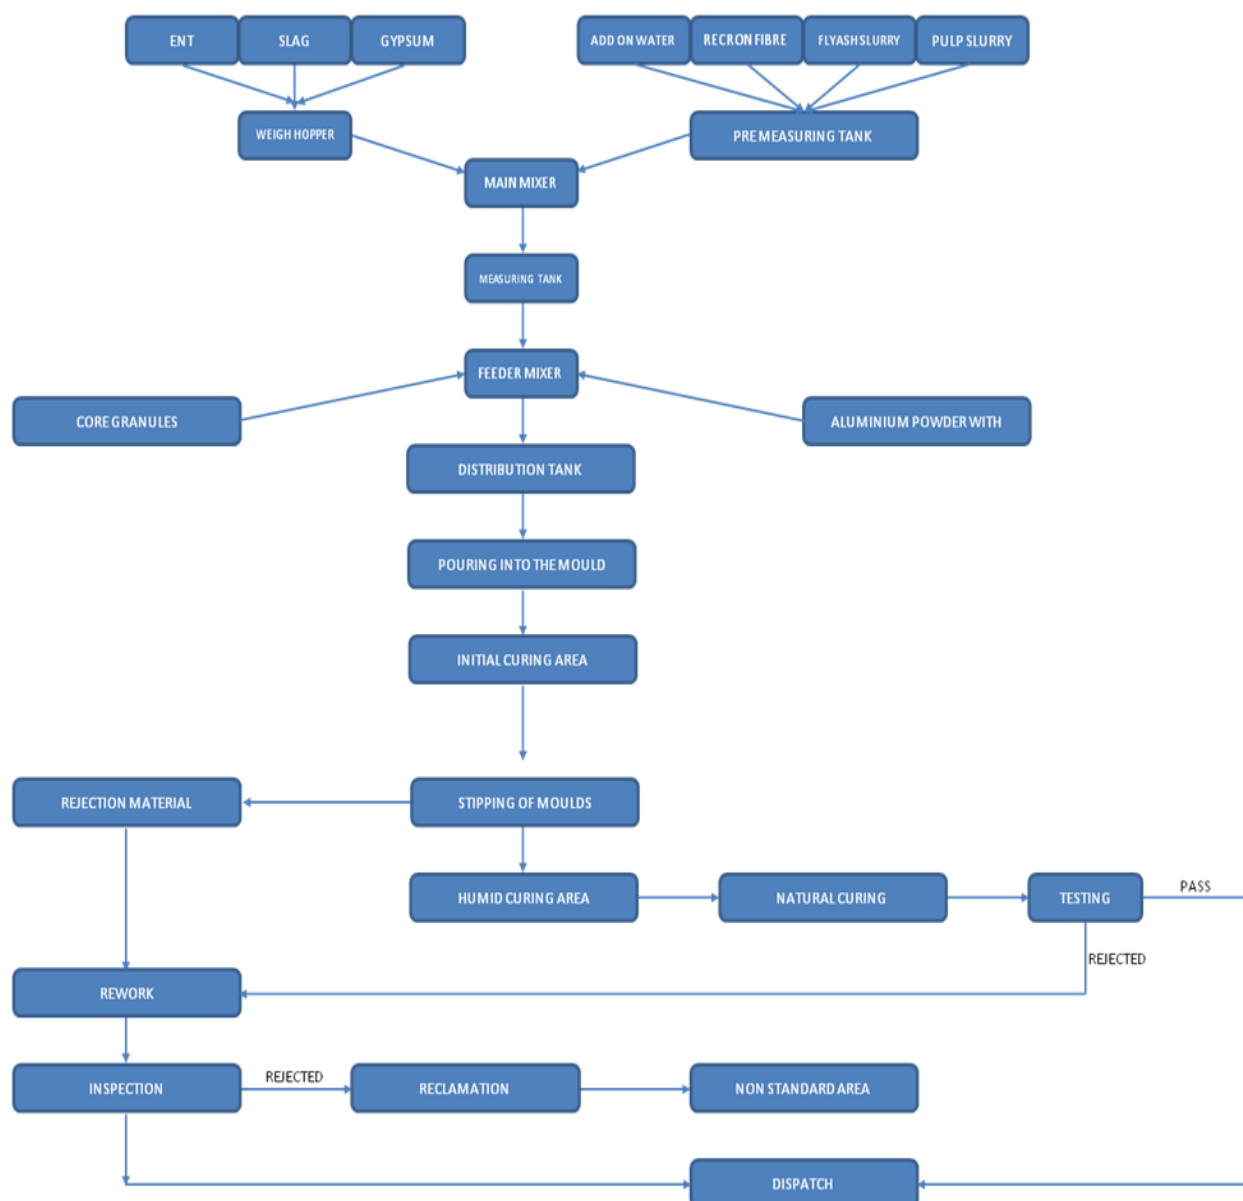 ENT
SLAG
GYPSUM
ADD ON WATER
RECRON FIBRE
FLYASH SLURRY
PULP SLURRY
WEIGH HOPPER
PRE MEASURING TANK
MAIN MIXER
MEASURING TANK
FEEDER MIXER
CORE GRANULES
ALUMINIUM POWDER WITH
DISTRIBUTION TANK
POURING INTO THE MOULD
INITIAL CURING AREA
REJECTION MATERIAL
STIPPING OF MOULDS
HUMID CURING AREA
NATURAL CURING
TESTING
PASS
REJECTED
REWORK
INSPECTION
REJECTED
RECLAMATION
NON STANDARD AREA
DISPATCH